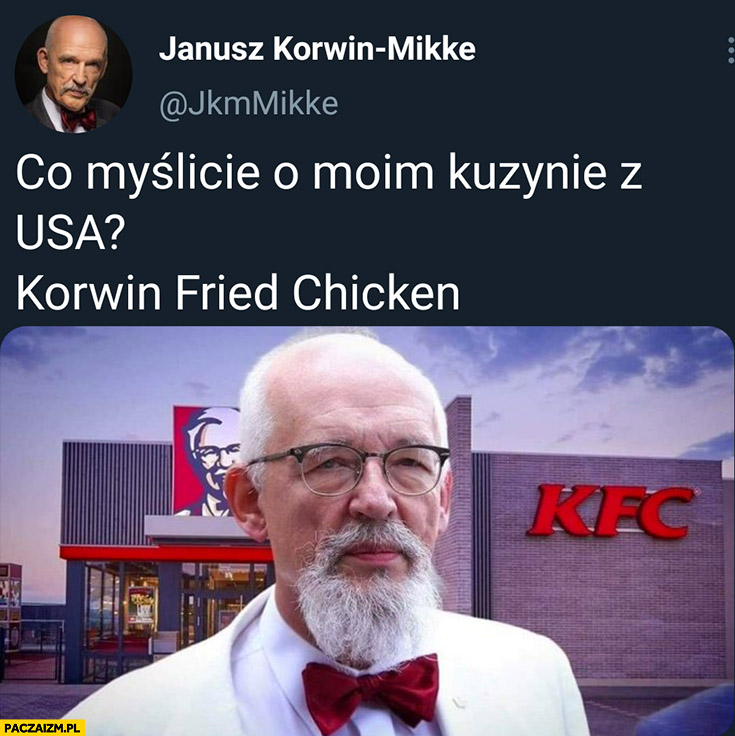 Janusz Korwin-Mikke
@JkmMikke
Co myślicie o moim kuzynie z
USA?
Korwin Fried Chicken
KFC
PACZAIZM.PL